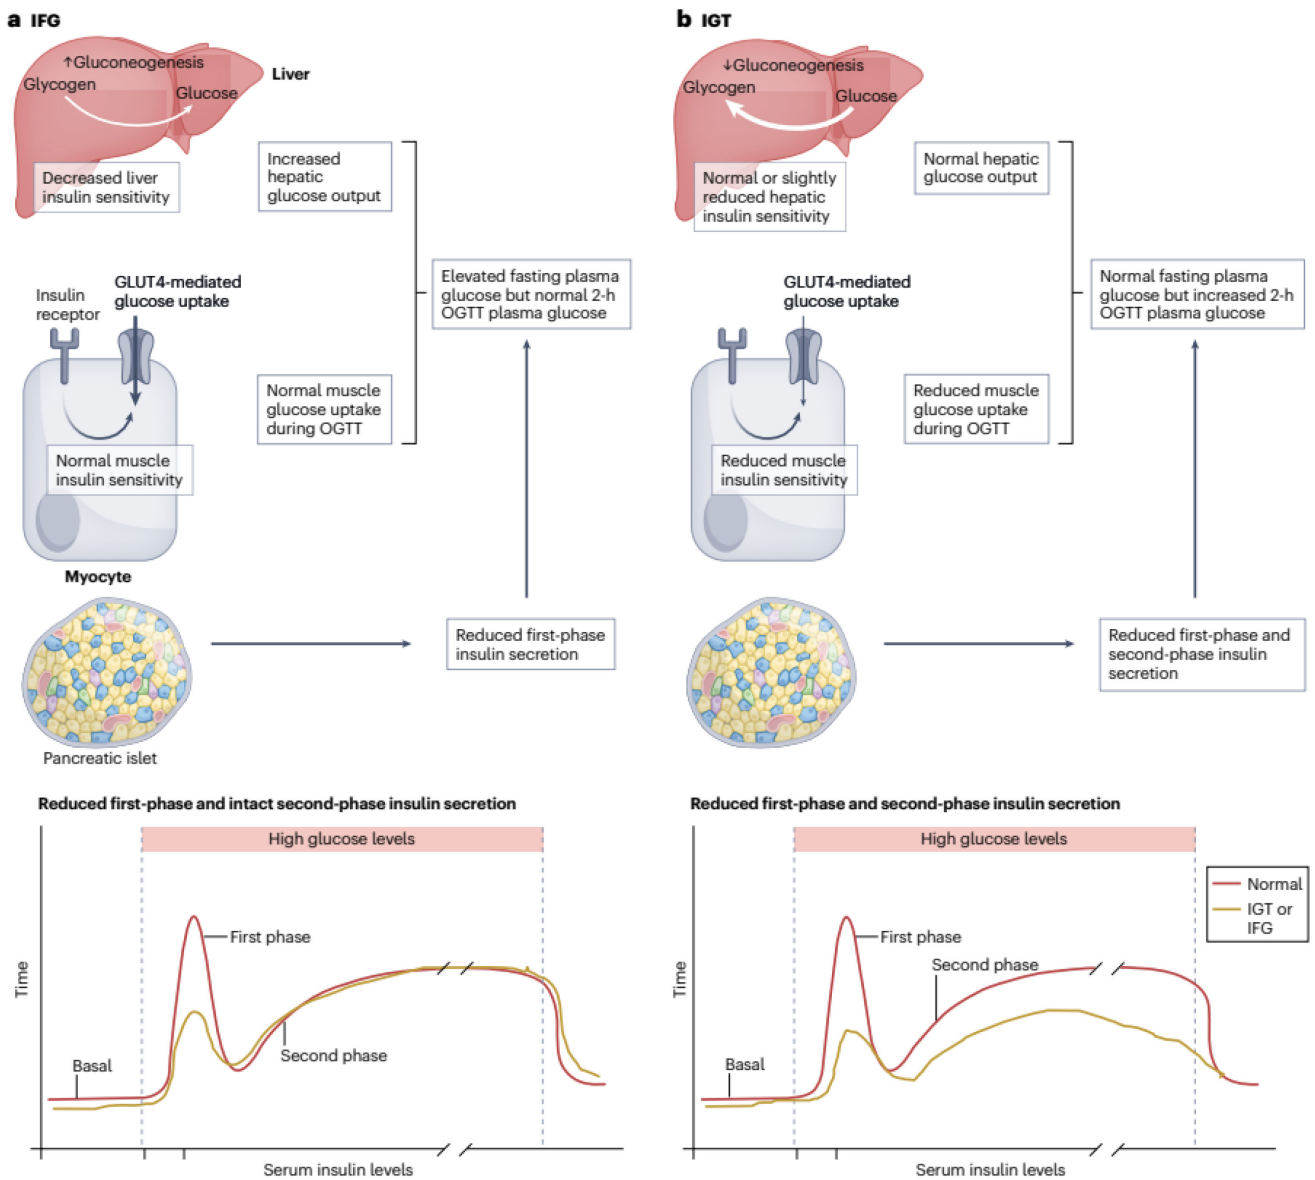 a IFG
↑Gluconeogenesis
Glycogen
Glucose
Liver
Decreased liver
insulin sensitivity
Increased
hepatic
glucose output
Insulin
receptor
GLUT4-mediated
glucose uptake
Elevated fasting plasma
glucose but normal 2-h
OGTT plasma glucose
Normal muscle
glucose uptake
during OGTT
Normal muscle
insulin sensitivity
Myocyte
Reduced first-phase
insulin secretion
Pancreatic islet
Reduced first-phase and intact second-phase insulin secretion
High glucose levels
First phase
Second phase
Basal
Time
Serum insulin levels
b IGT
↓Gluconeogenesis
Glycogen
Glucose
Normal or slightly
reduced hepatic
insulin sensitivity
Normal hepatic
glucose output
GLUT4-mediated
glucose uptake
Normal fasting plasma
glucose but increased 2-h
OGTT plasma glucose
Reduced muscle
glucose uptake
during OGTT
Reduced muscle
insulin sensitivity
Reduced first-phase and
second-phase insulin
secretion
Reduced first-phase and second-phase insulin secretion
High glucose levels
Normal
IGT or
IFG
First phase
Second phase
Basal
Time
Serum insulin levels